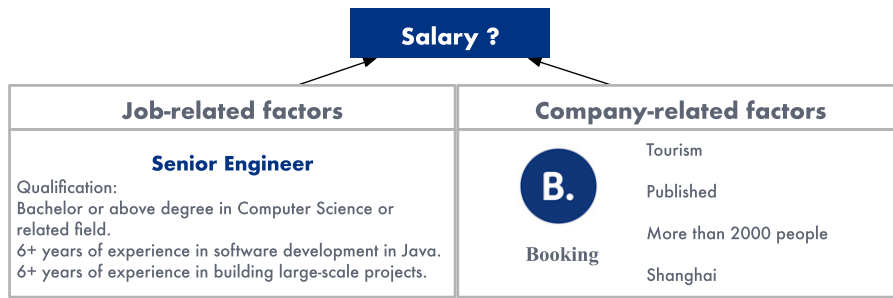 Salary ?
Job-related factors
Senior Engineer
Qualification:
Bachelor or above degree in Computer Science or
related field.
6+ years of experience in software development in Java.
6+ years of experience in building large-scale projects.
Company-related factors
B.
Booking
Tourism
Published
More than 2000 people
Shanghai